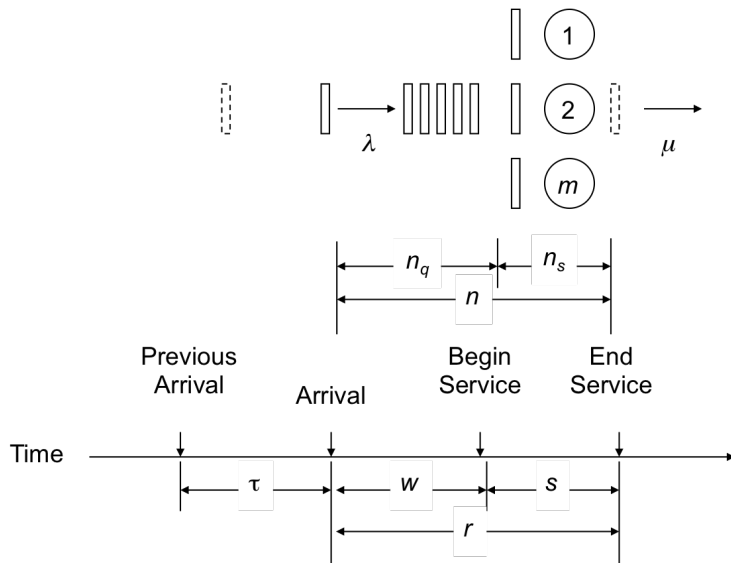 1
2
λ
μ
m
n_q
n_s
n
Previous
Arrival
Arrival
Begin
Service
End
Service
Time
τ
w
s
r